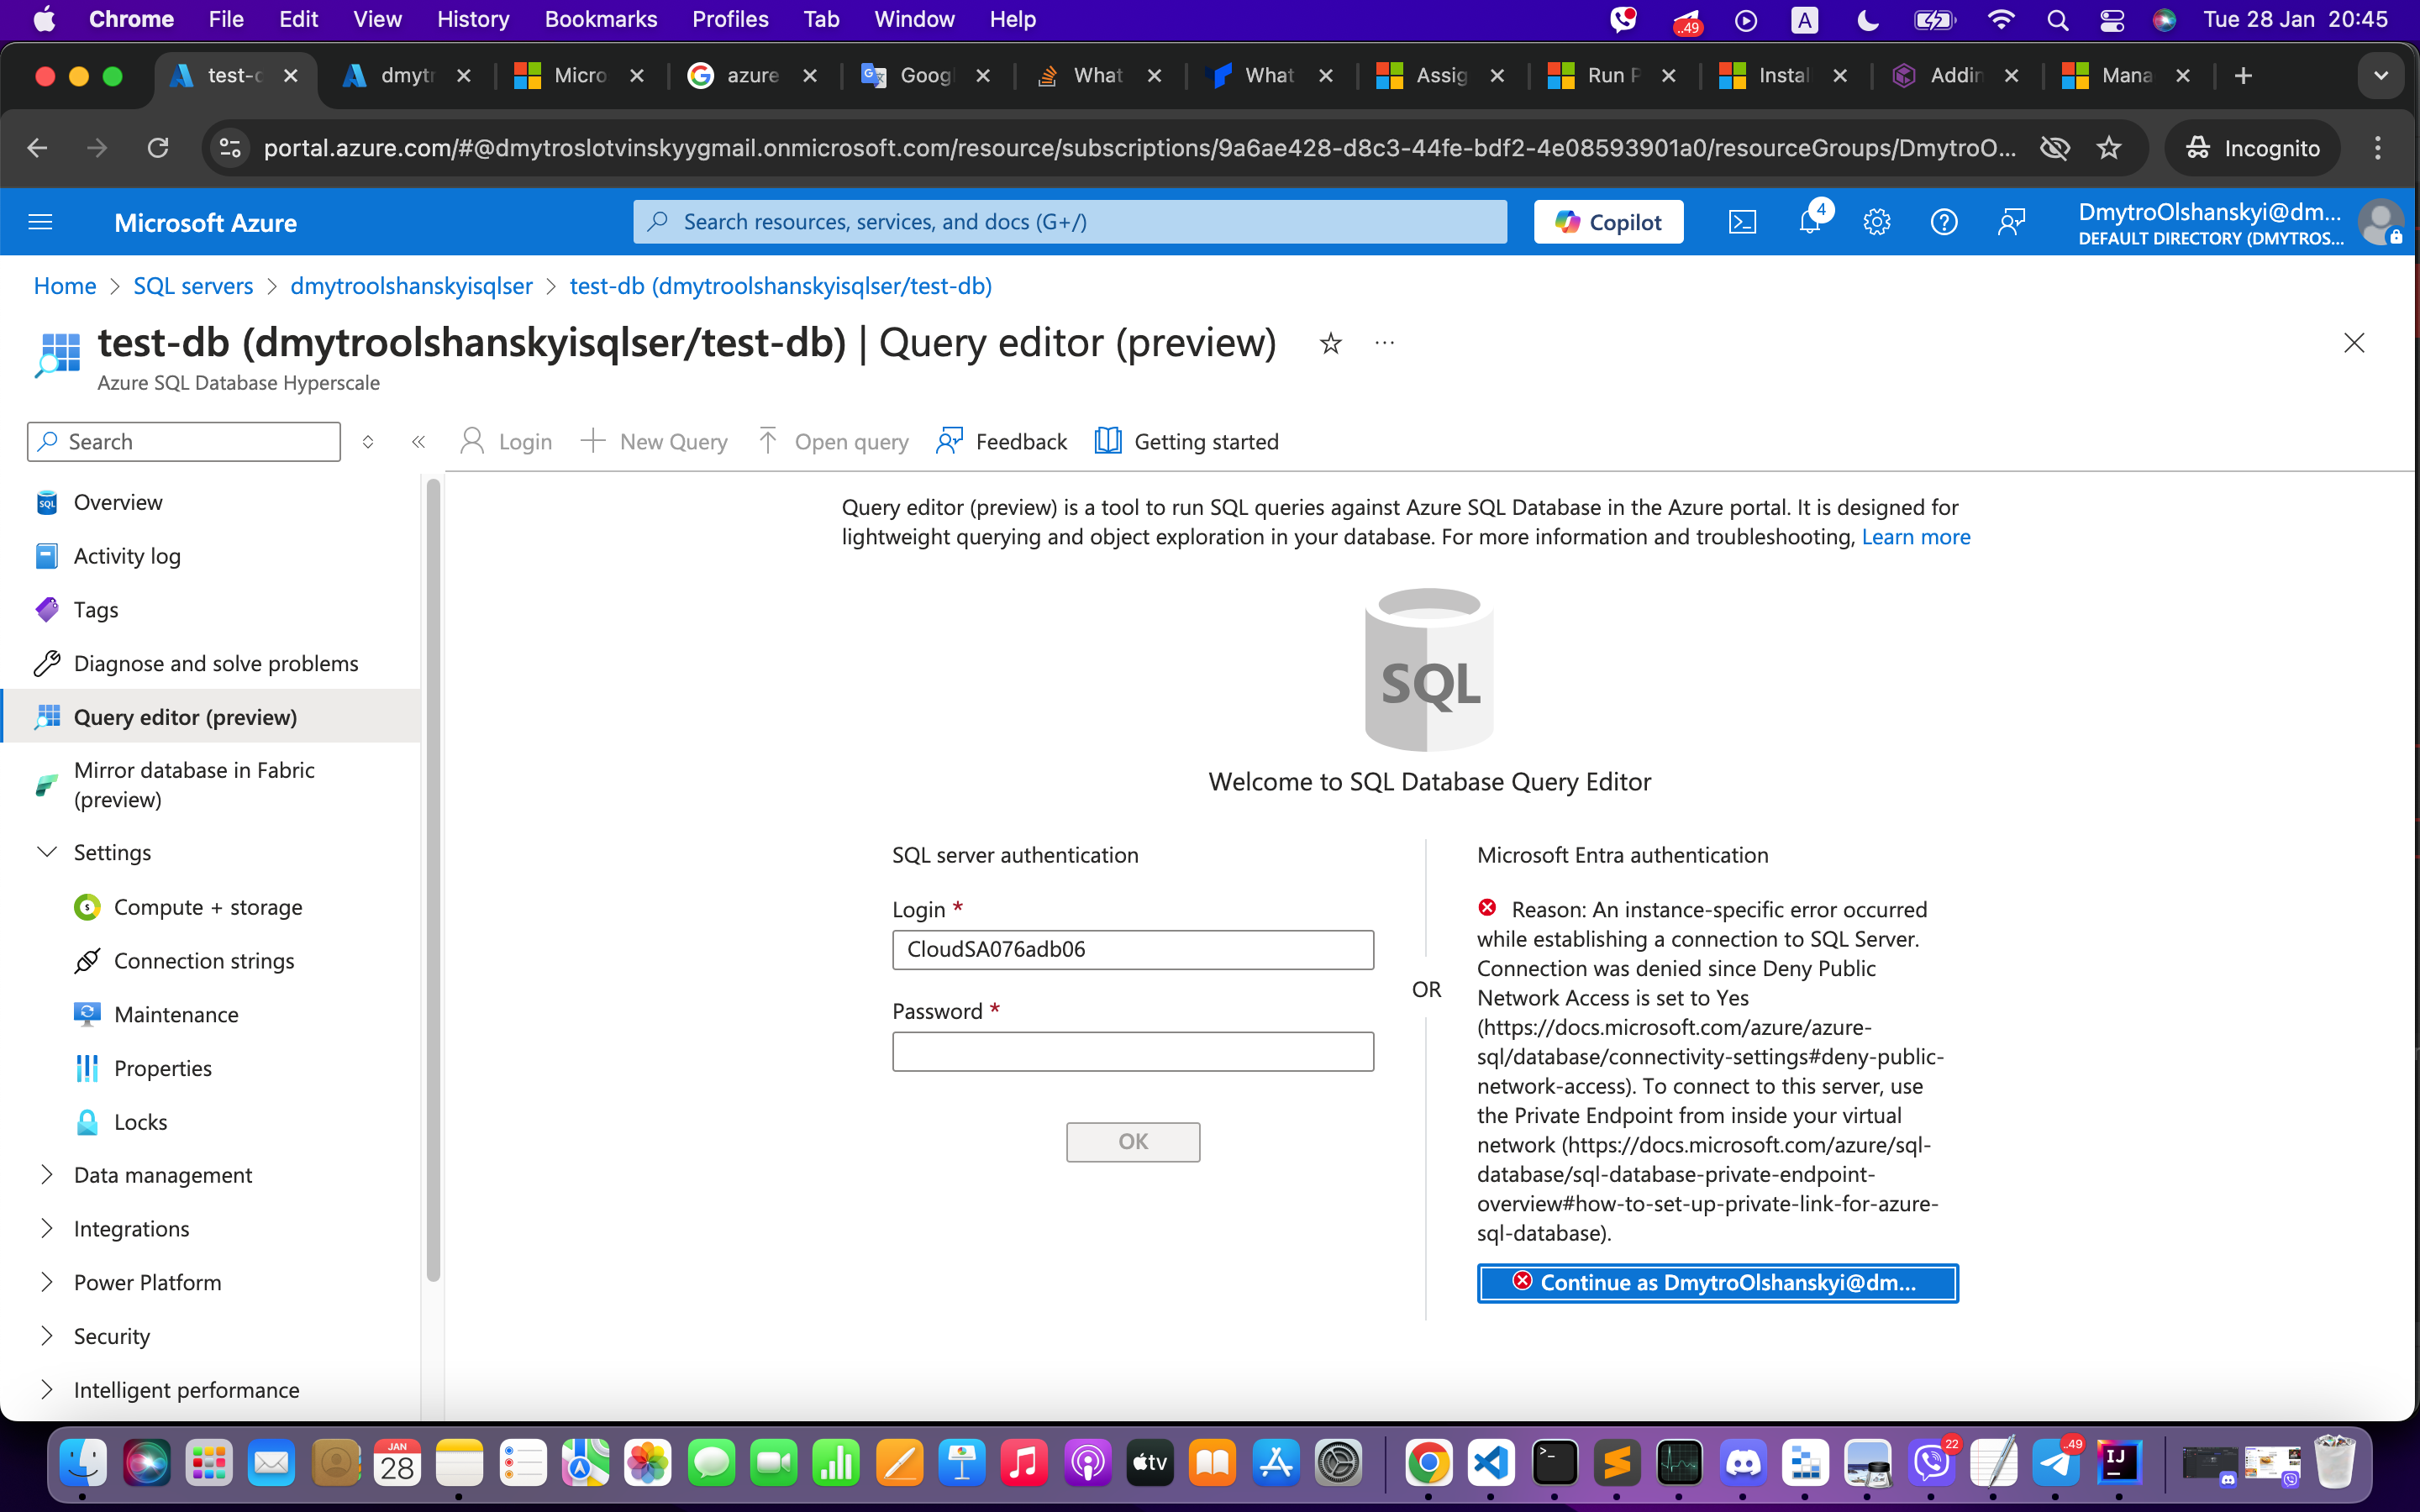 Chrome File Edit View History Bookmarks Profiles Tab Window Help ..49 A Tue 28 Jan 20:45
test-c dmytr Micro azure Googl What What Assig Run P Instal Addin Mana
portal.azure.com/#@dmytroslotvinskyygmail.onmicrosoft.com/resource/subscriptions/9a6ae428-d8c3-44fe-bdf2-4e08593901a0/resourceGroups/DmytroO... Incognito
Microsoft Azure Search resources, services, and docs (G+/) Copilot 4 DmytroOlshanskyi@dm...
DEFAULT DIRECTORY (DMYTROS...
Home > SQL servers > dmytroolshanskyisqlser > test-db (dmytroolshanskyisqlser/test-db)
test-db (dmytroolshanskyisqlser/test-db) | Query editor (preview)
Azure SQL Database Hyperscale
Search
Login New Query Open query Feedback Getting started
Overview
Activity log
Tags
Diagnose and solve problems
Query editor (preview)
Mirror database in Fabric
(preview)
Settings
Compute + storage
Connection strings
Maintenance
Properties
Locks
Data management
Integrations
Power Platform
Security
Intelligent performance
Query editor (preview) is a tool to run SQL queries against Azure SQL Database in the Azure portal. It is designed for
lightweight querying and object exploration in your database. For more information and troubleshooting, Learn more
SQL
Welcome to SQL Database Query Editor
SQL server authentication
Login *
CloudSA076adb06
Password *
OK
OR
Microsoft Entra authentication
Reason: An instance-specific error occurred
while establishing a connection to SQL Server.
Connection was denied since Deny Public
Network Access is set to Yes
(https://docs.microsoft.com/azure/azure-
sql/database/connectivity-settings#deny-public-
network-access). To connect to this server, use
the Private Endpoint from inside your virtual
network (https://docs.microsoft.com/azure/sql-
database/sql-database-private-endpoint-
overview#how-to-set-up-private-link-for-azure-
sql-database).
Continue as DmytroOlshanskyi@dm...
JAN
28
tv
22
..49
IJ